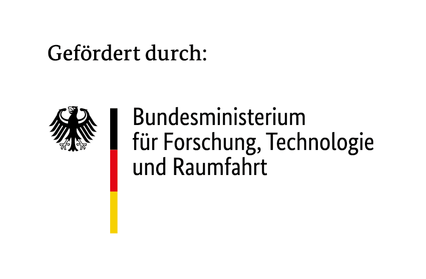 Gefördert durch:
Bundesministerium
für Forschung, Technologie
und Raumfahrt